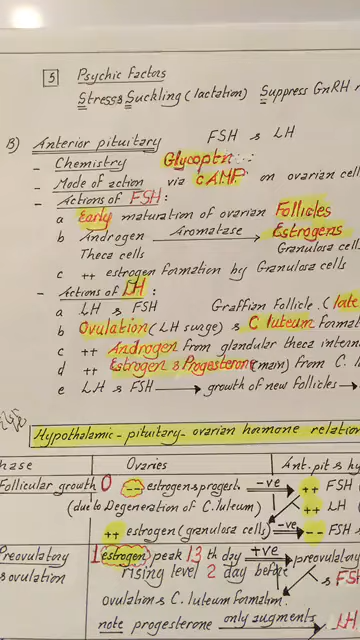 5 Psychic Factors
Stress & Suckling (lactation) Suppress GnRH r
B) Anterior pituitary FSH & LH
- Chemistry Glycoptn
- Mode of action via cAMP on ovarian cel
- Actions of FSH:
a Early maturation of ovarian Follicles
b Androgen Aromatase → Estrogens
Theca cells Granulosa cel
c ++ estrogen formation by Granulosa cells
- Actions of LH:
a LH & FSH Graffian Follicle (late
b Ovulation (LH surge) & C luteum format
c ++ Androgen from glandular theca intern
d ++ Estrogen & Progesterone (main) from C. l
e LH & FSH → growth of new Follicles →
Hypothalamic-pituitary-ovarian hormone relation
hase Ovaries Ant.pit & hy
Follicular growth 0 -- estrogen & progest -ve ++ FSH
(due to Degeneration of C.luteum) ++ LH
++ estrogen (granulosa cells) -ve -- FSH
Preovulatory 1 estrogen peak 13 th day +ve preovulatory
& ovulation rising level 2 day before & FS
ovulation & C. luteum formation.
note progesterone only augments LH